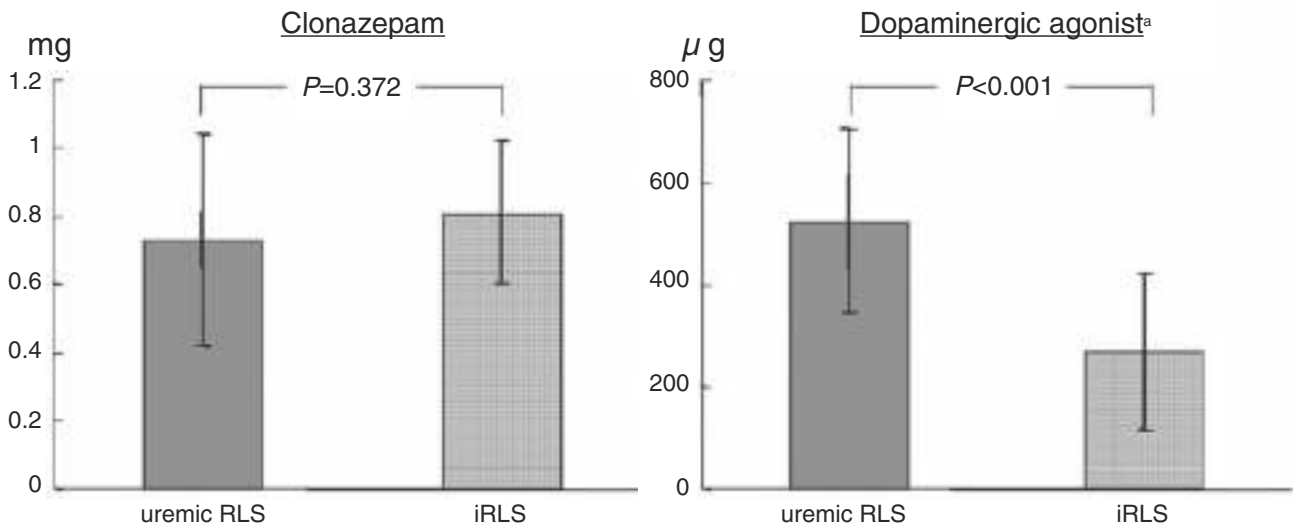 Clonazepam
mg
1.2
1
0.8
0.6
0.4
0.2
0
P=0.372
uremic RLS
iRLS
Dopaminergic agonistᵃ
μ g
800
600
400
200
0
P<0.001
uremic RLS
iRLS